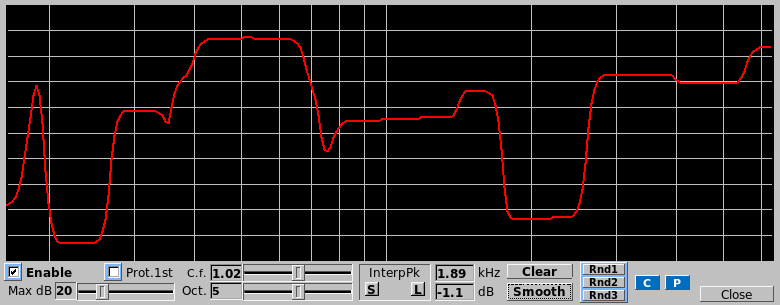 Enable Prot.1st C.f. 1.02 InterpPk 1.89 kHz Clear Rnd1
Rnd2 C P
Max dB 20 Oct. 5 S L -1.1 dB Smooth Rnd3 Close